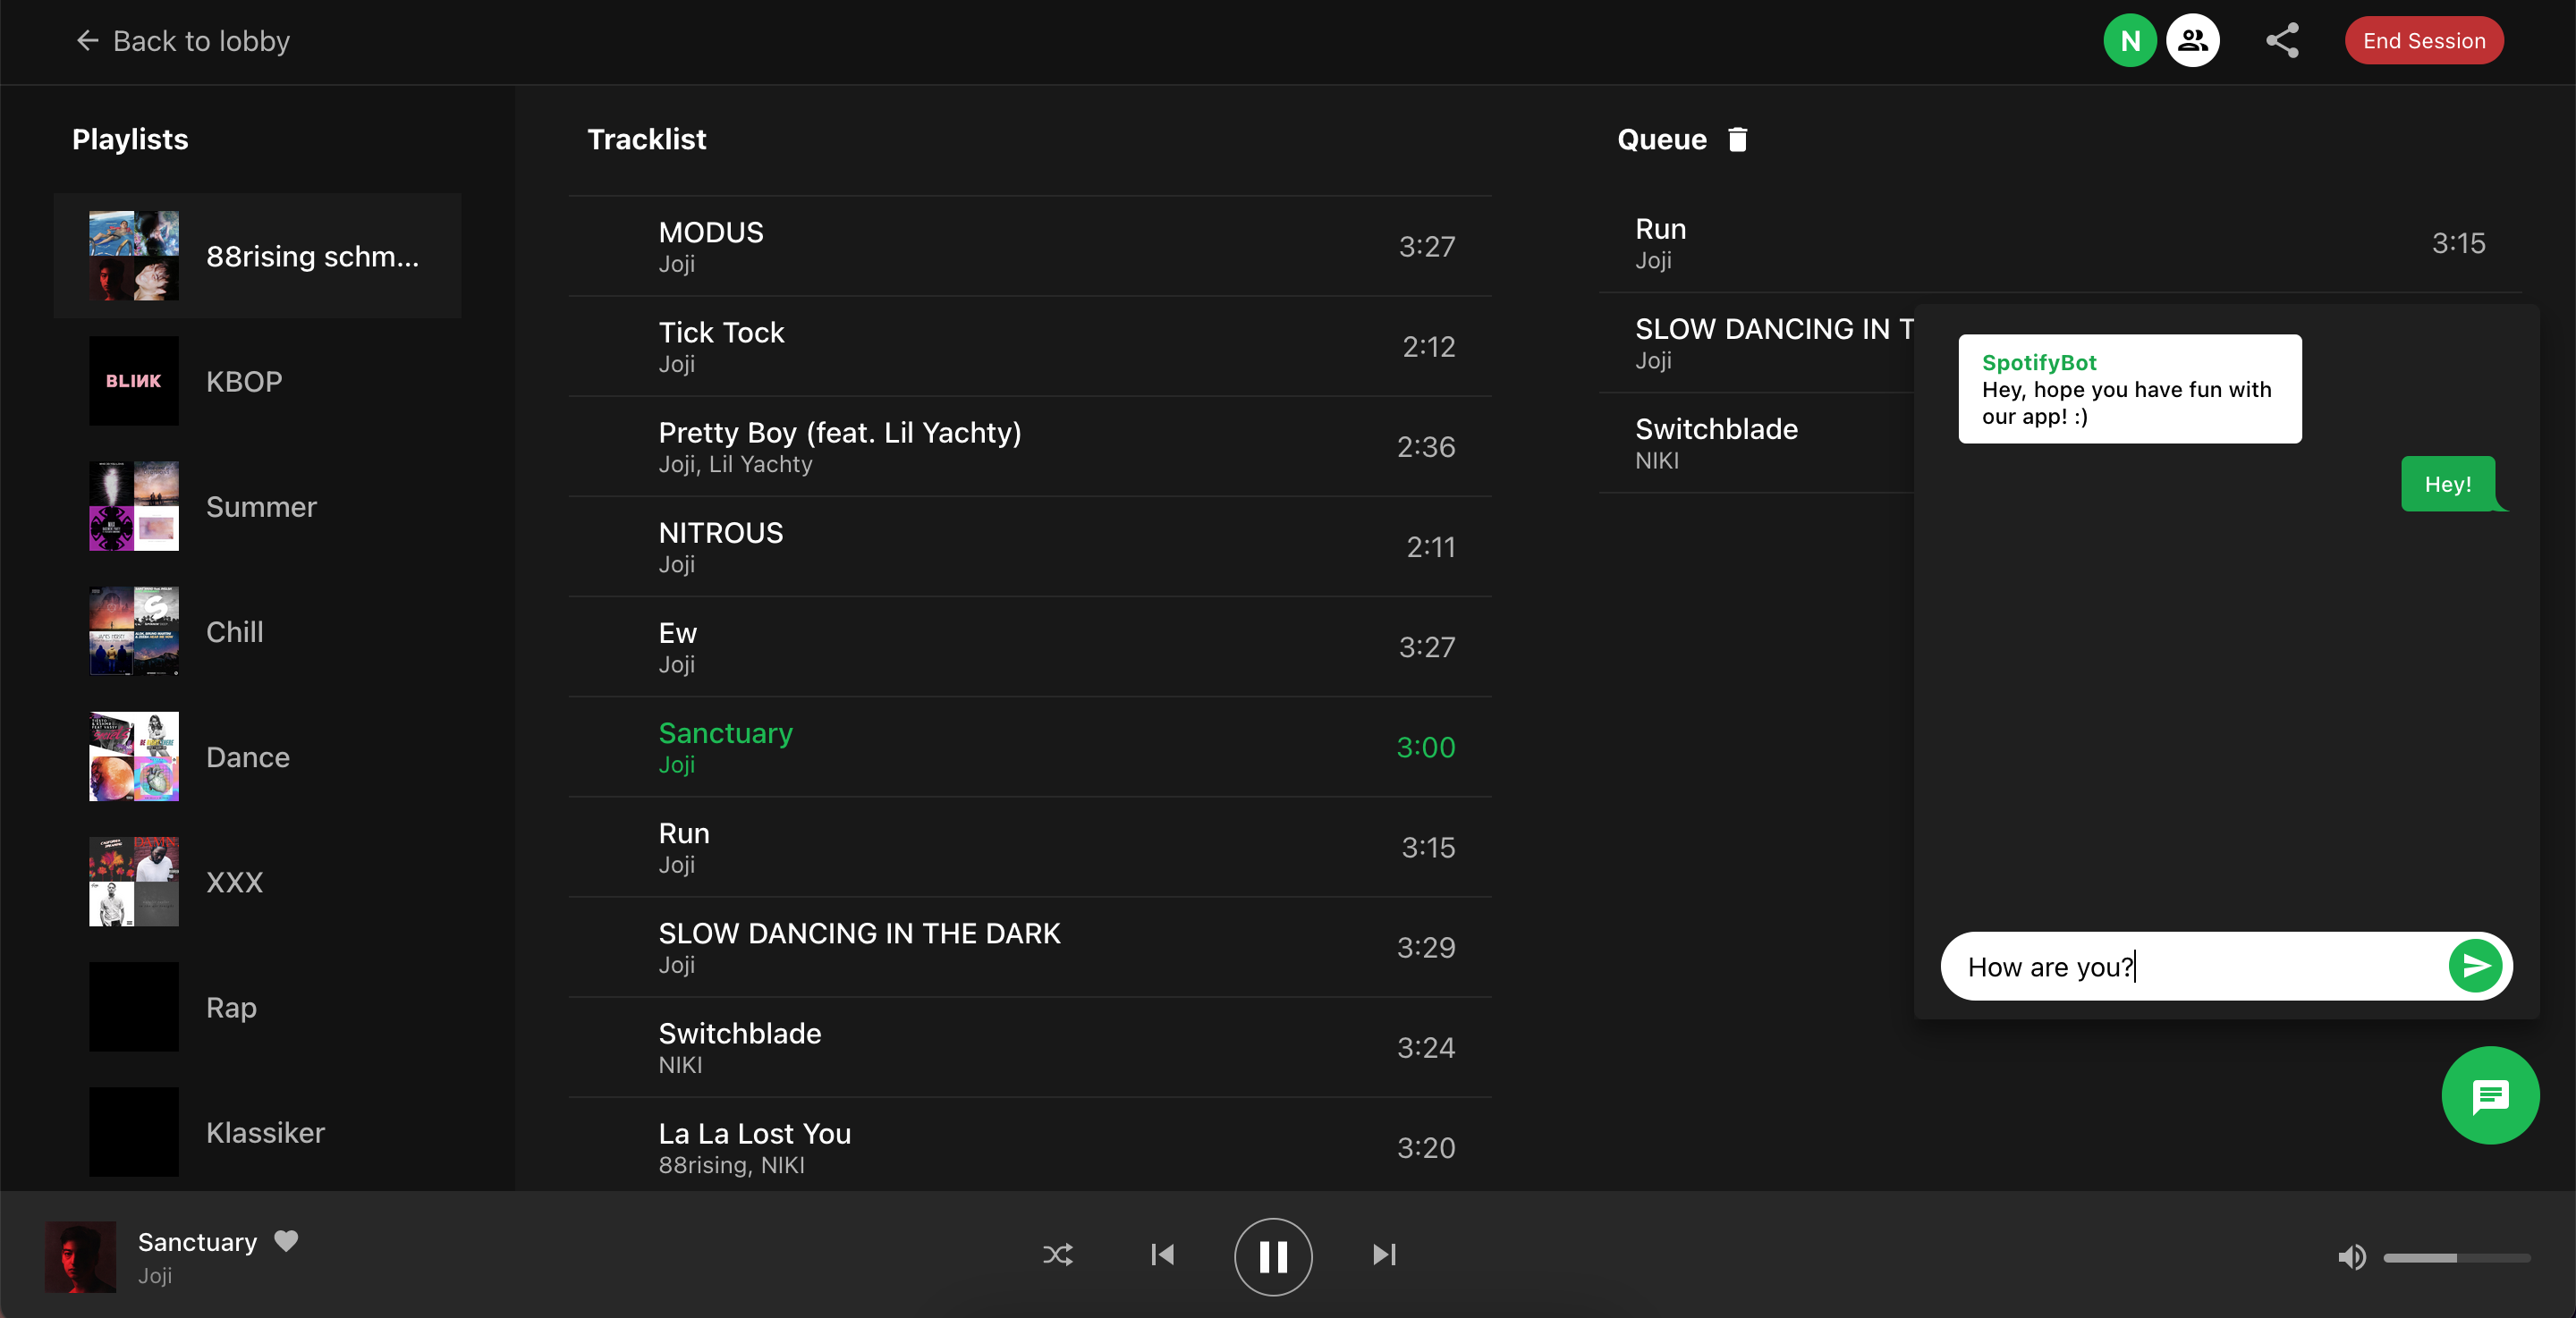 Back to lobby
N
End Session
Playlists
88rising schm...
BLINK
KBOP
Summer
Chill
Dance
XXX
Rap
Klassiker
Tracklist
MODUS
Joji
3:27
Tick Tock
Joji
2:12
Pretty Boy (feat. Lil Yachty)
Joji, Lil Yachty
2:36
NITROUS
Joji
2:11
Ew
Joji
3:27
Sanctuary
Joji
3:00
Run
Joji
3:15
SLOW DANCING IN THE DARK
Joji
3:29
Switchblade
NIKI
3:24
La La Lost You
88rising, NIKI
3:20
Queue
Run
Joji
3:15
SLOW DANCING IN T
Joji
Switchblade
NIKI
SpotifyBot
Hey, hope you have fun with
our app! :)
Hey!
How are you?
Sanctuary
Joji